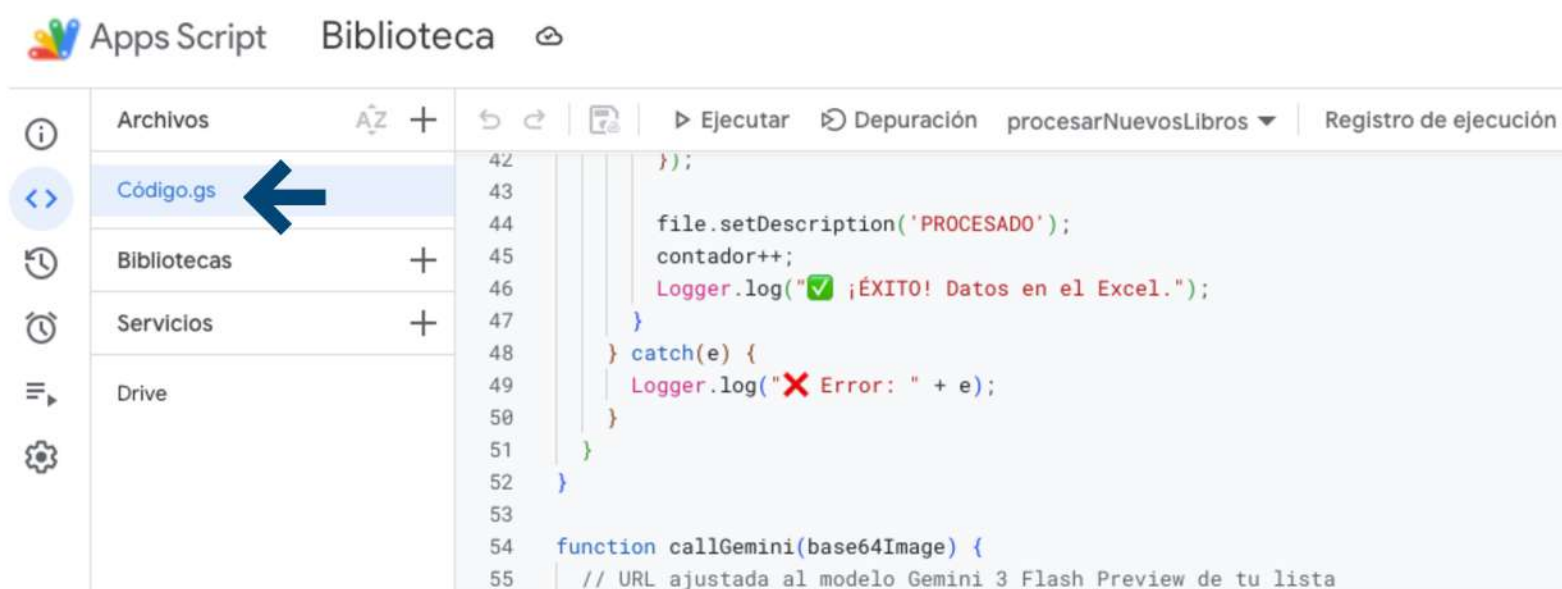 Apps Script Biblioteca
Archivos AZ
Ejecutar Depuración procesarNuevosLibros Registro de ejecución
Código.gs
Bibliotecas
Servicios
Drive
42 });
43
44 file.setDescription('PROCESADO');
45 contador++;
46 Logger.log("✅ ¡ÉXITO! Datos en el Excel.");
47 }
48 } catch(e) {
49 Logger.log("❌ Error: " + e);
50 }
51 }
52 }
53
54 function callGemini(base64Image) {
55 // URL ajustada al modelo Gemini 3 Flash Preview de tu lista